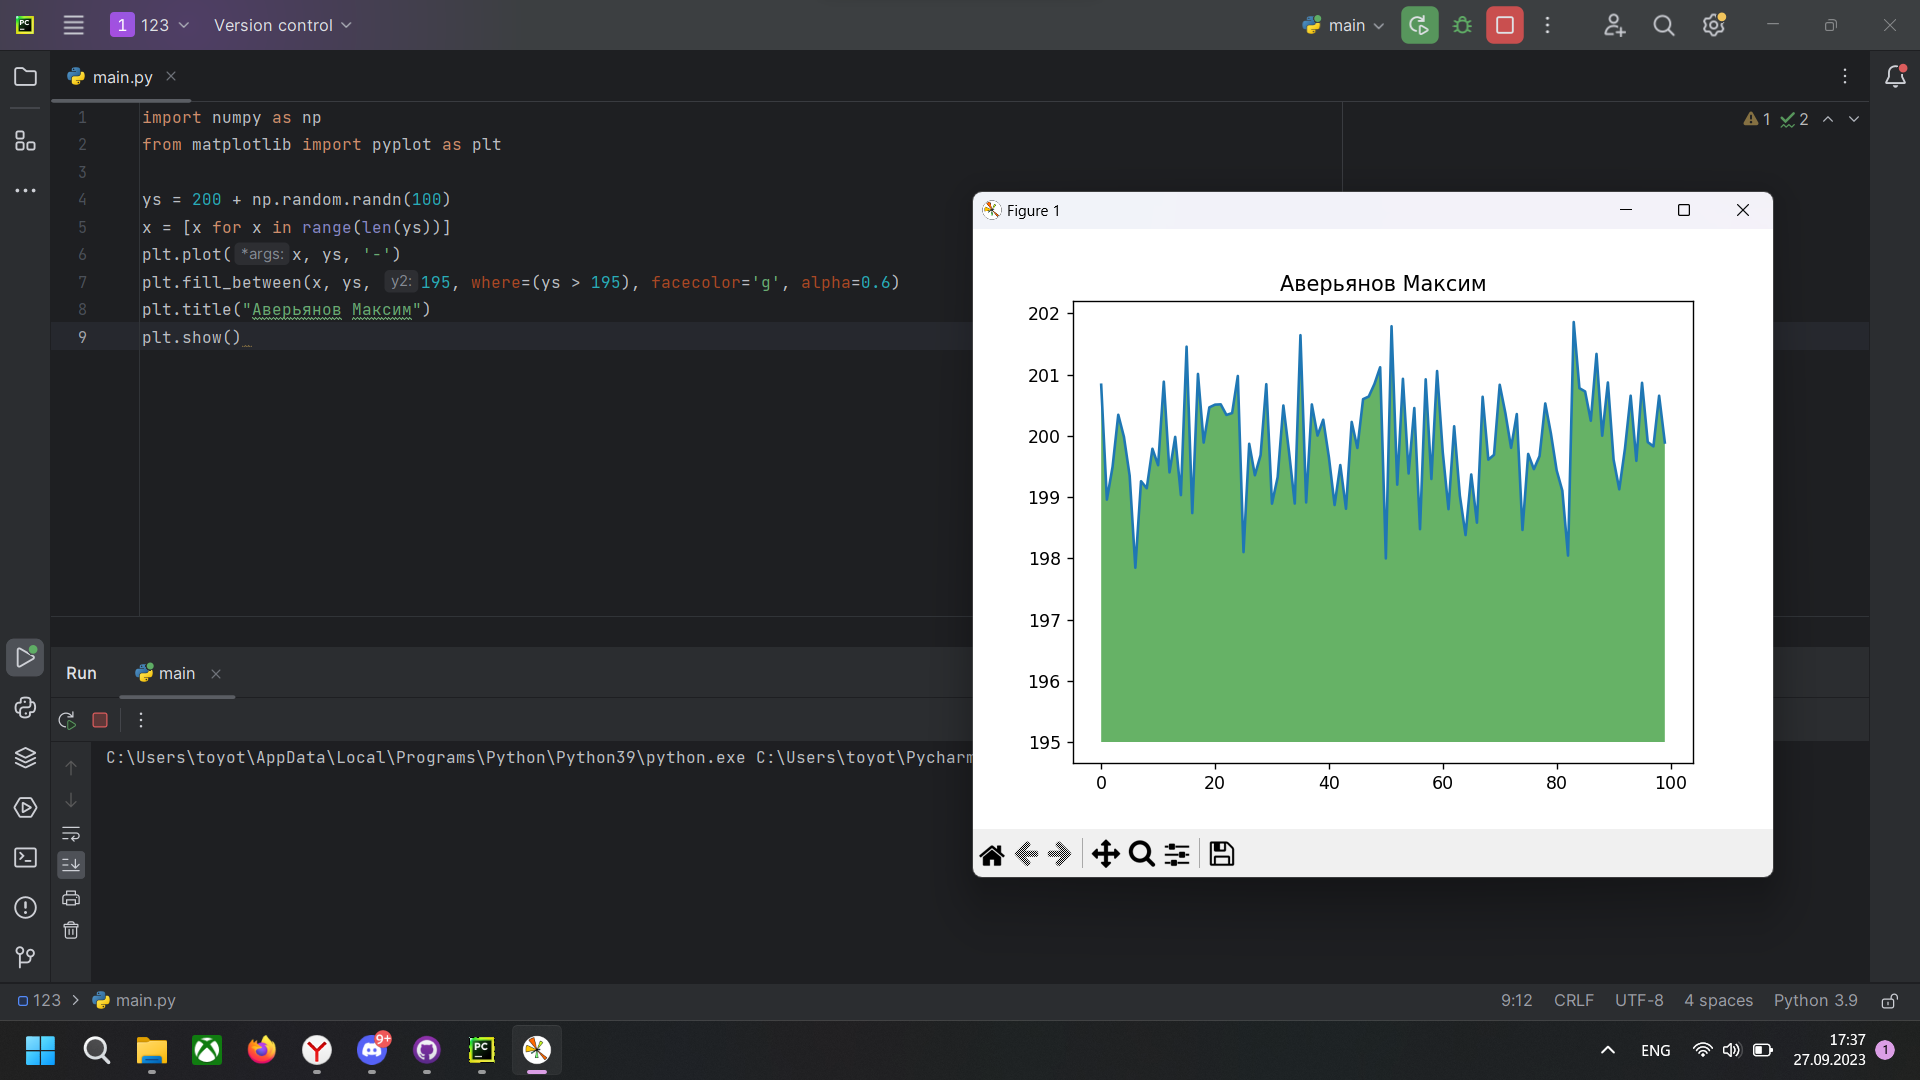 1 123 Version control main
main.py
1 import numpy as np
2 from matplotlib import pyplot as plt
3
4 ys = 200 + np.random.randn(100)
5 x = [x for x in range(len(ys))]
6 plt.plot( *args: x, ys, '-')
7 plt.fill_between(x, ys, y2: 195, where=(ys > 195), facecolor='g', alpha=0.6)
8 plt.title("Аверьянов Максим")
9 plt.show()
1 2
Figure 1
Аверьянов Максим
202
201
200
199
198
197
196
195
0 20 40 60 80 100
Run main
C:\Users\toyot\AppData\Local\Programs\Python\Python39\python.exe C:\Users\toyot\Pycharm
123 > main.py 9:12 CRLF UTF-8 4 spaces Python 3.9
9+
PC
ENG
17:37
27.09.2023
1